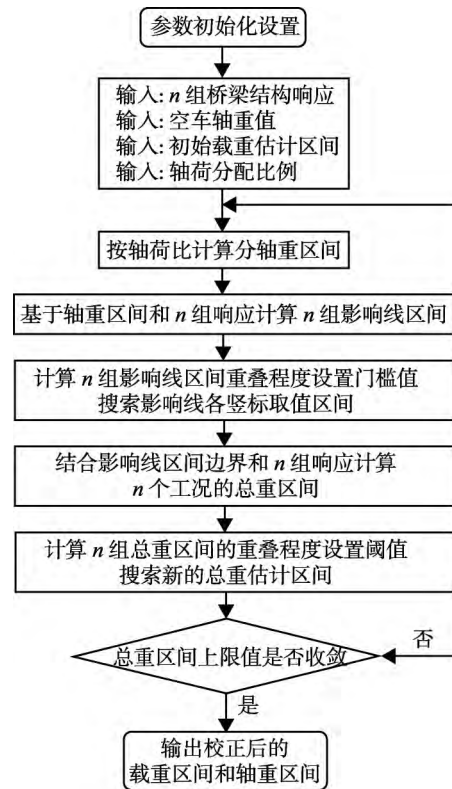 参数初始化设置
输入: n 组桥梁结构响应
输入: 空车轴重值
输入: 初始载重估计区间
输入: 轴荷分配比例
按轴荷比计算分轴重区间
基于轴重区间和 n 组响应计算 n 组影响线区间
计算 n 组影响线区间重叠程度设置门槛值
搜索影响线各竖标取值区间
结合影响线区间边界和 n 组响应计算
n 个工况的总重区间
计算 n 组总重区间的重叠程度设置阈值
搜索新的总重估计区间
总重区间上限值是否收敛
否
是
输出校正后的
载重区间和轴重区间